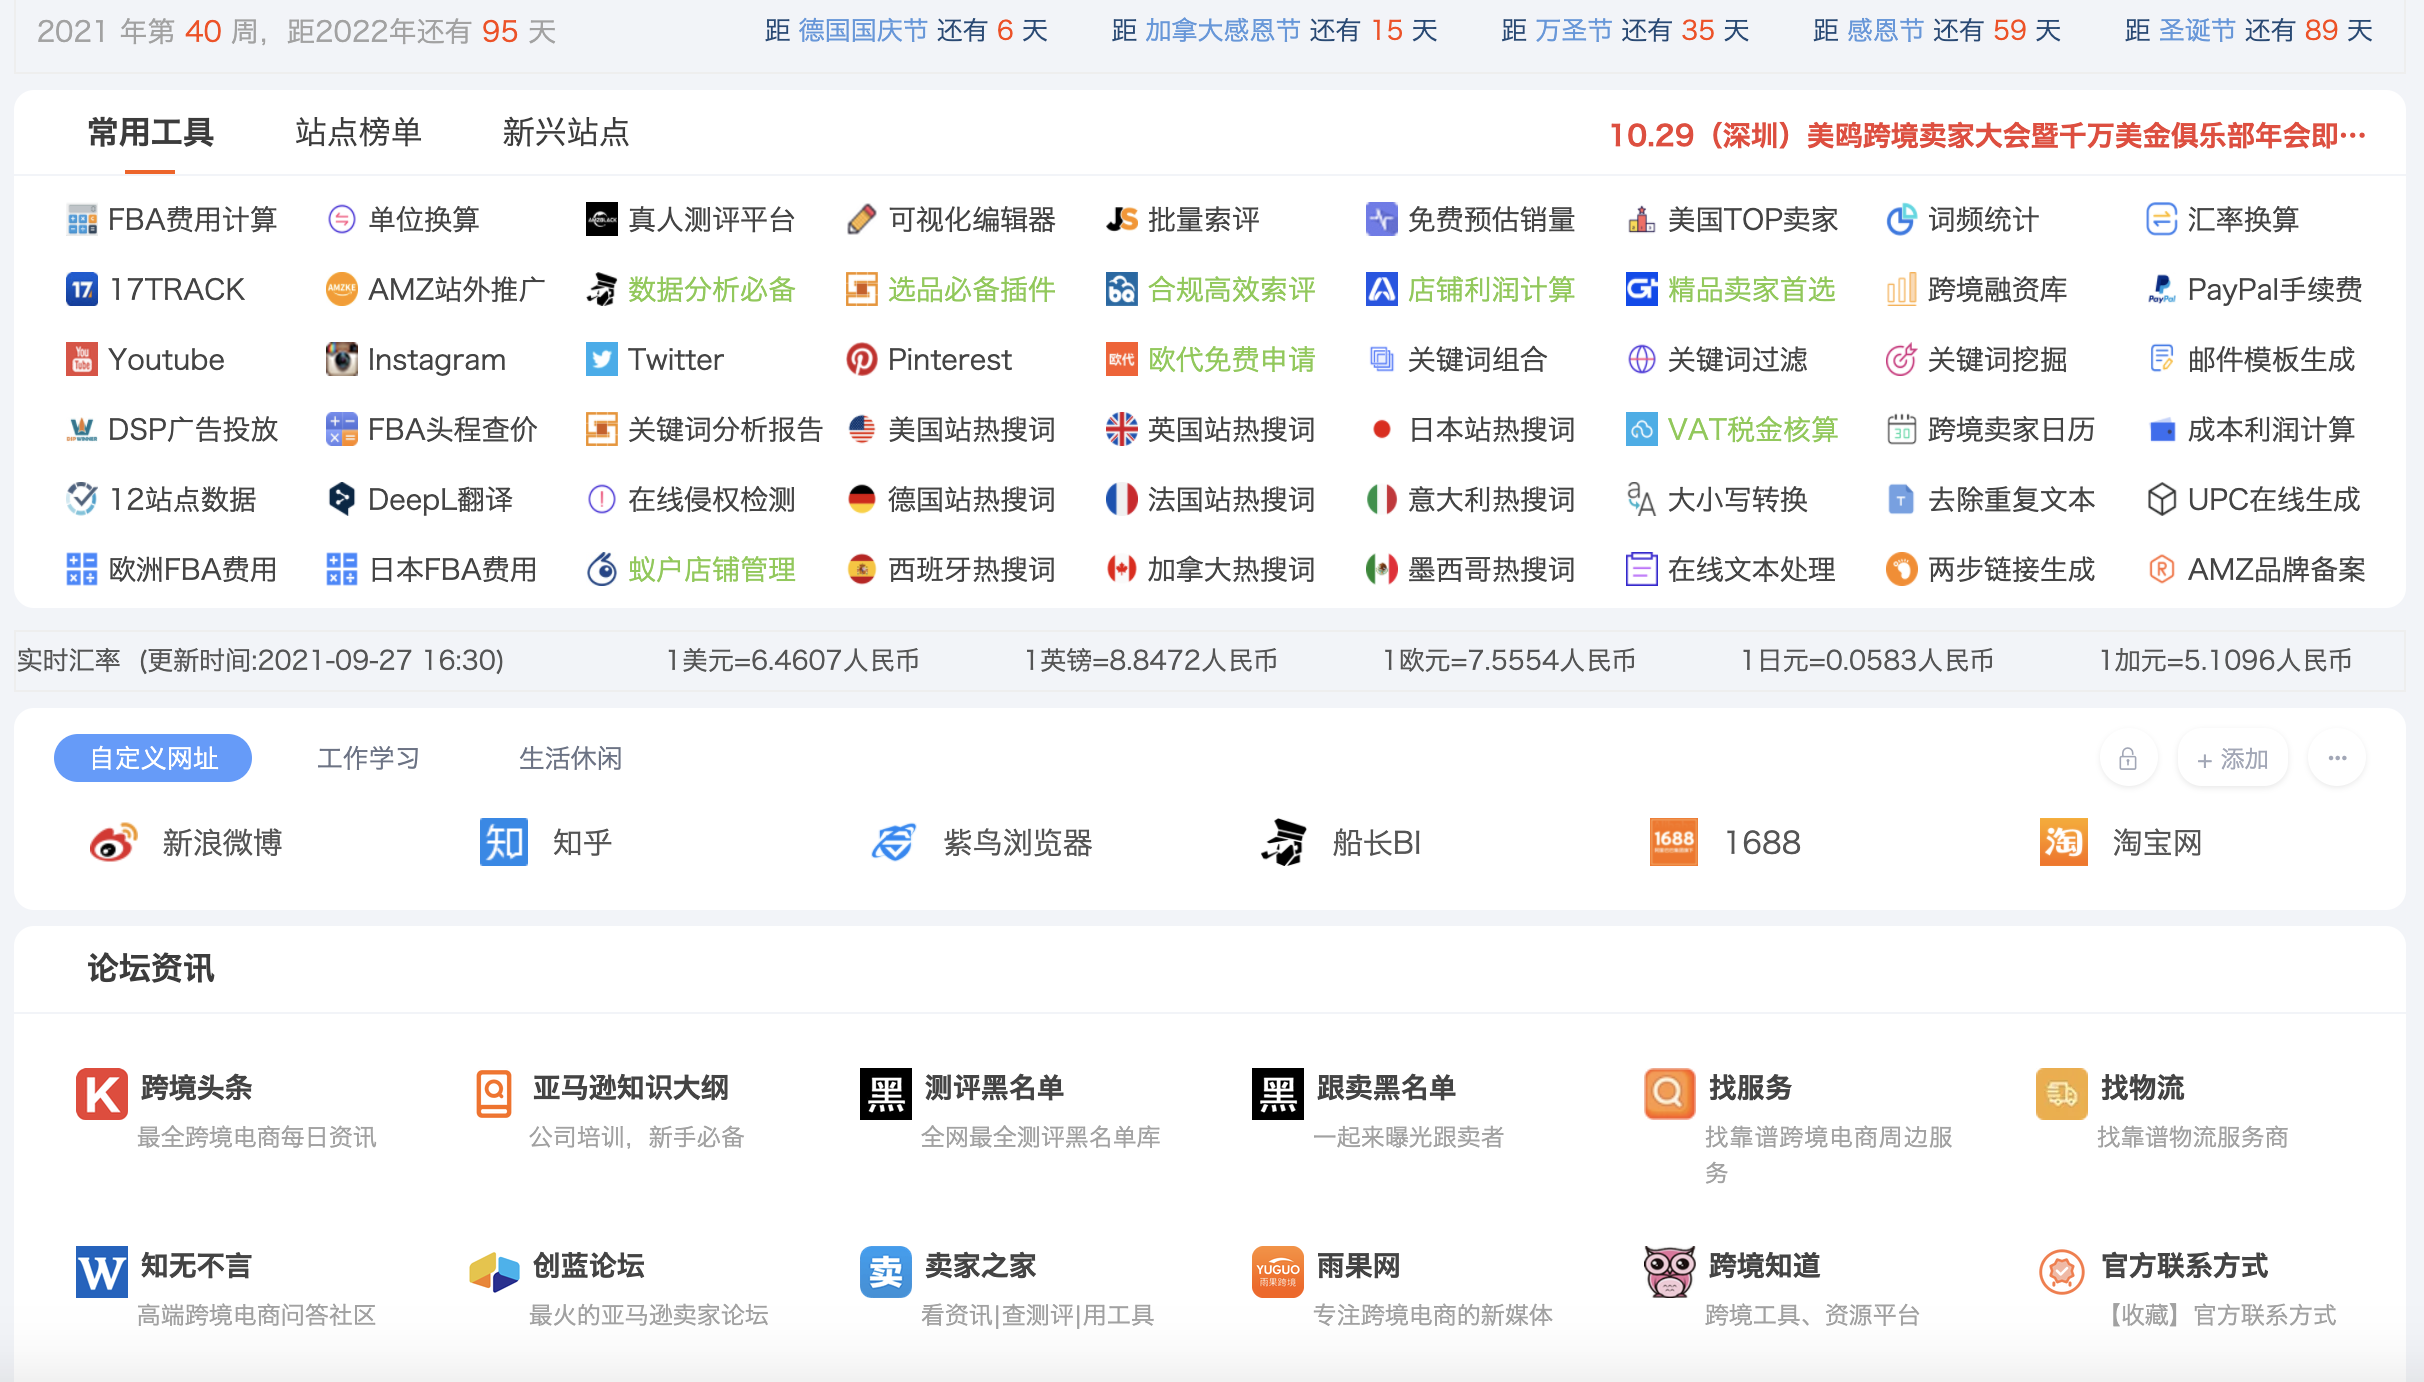 2021 年第 40 周，距2022年还有 95 天 距 德国国庆节 还有 6 天 距 加拿大感恩节 还有 15 天 距 万圣节 还有 35 天 距 感恩节 还有 59 天 距 圣诞节 还有 89 天
常用工具 站点榜单 新兴站点 10.29（深圳）美鸥跨境卖家大会暨千万美金俱乐部年会即···
FBA费用计算 单位换算 真人测评平台 可视化编辑器 JS 批量索评 免费预估销量 美国TOP卖家 词频统计 汇率换算
17 17TRACK AMZKE AMZ站外推广 数据分析必备 选品必备插件 合规高效索评 店铺利润计算 精品卖家首选 跨境融资库 PayPal PayPal手续费
You Tube Youtube Instagram Twitter Pinterest 欧代 欧代免费申请 关键词组合 关键词过滤 关键词挖掘 邮件模板生成
DSP广告投放 FBA头程查价 关键词分析报告 美国站热搜词 英国站热搜词 日本站热搜词 VAT税金核算 30 跨境卖家日历 成本利润计算
12站点数据 DeepL翻译 在线侵权检测 德国站热搜词 法国站热搜词 意大利热搜词 aA 大小写转换 T 去除重复文本 UPC在线生成
欧洲FBA费用 日本FBA费用 蚁户店铺管理 西班牙热搜词 加拿大热搜词 墨西哥热搜词 在线文本处理 两步链接生成 R AMZ品牌备案
实时汇率 (更新时间:2021-09-27 16:30) 1美元=6.4607人民币 1英镑=8.8472人民币 1欧元=7.5554人民币 1日元=0.0583人民币 1加元=5.1096人民币
自定义网址 工作学习 生活休闲 + 添加 ···
新浪微博 知 知乎 紫鸟浏览器 船长BI 1688 1688 淘 淘宝网
论坛资讯
K 跨境头条 亚马逊知识大纲 黑 测评黑名单 黑 跟卖黑名单 找服务 找物流
最全跨境电商每日资讯 公司培训，新手必备 全网最全测评黑名单库 一起来曝光跟卖者 找靠谱跨境电商周边服 找靠谱物流服务商
务
W 知无不言 创蓝论坛 卖 卖家之家 YUGUO 雨果跨境 雨果网 跨境知道 官方联系方式
高端跨境电商问答社区 最火的亚马逊卖家论坛 看资讯|查测评|用工具 专注跨境电商的新媒体 跨境工具、资源平台 【收藏】官方联系方式